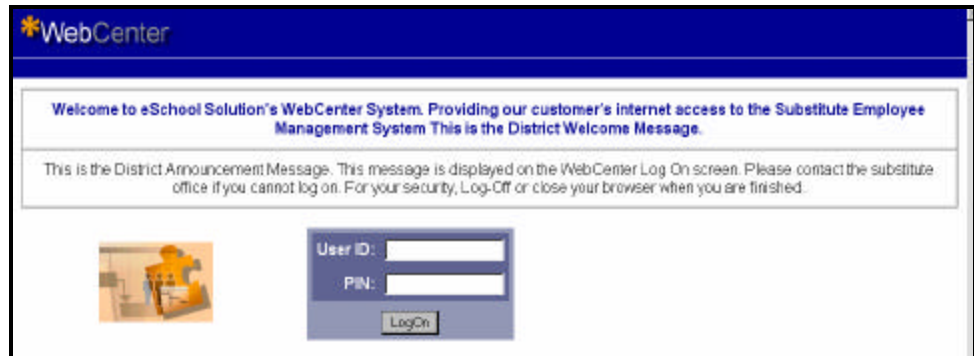 *WebCenter
Welcome to eSchool Solution's WebCenter System. Providing our customer's internet access to the Substitute Employee
Management System This is the District Welcome Message.
This is the District Announcement Message. This message is displayed on the WebCenter Log On screen. Please contact the substitute
office if you cannot log on. For your security, Log-Off or close your browser when you are finished.
User ID:
PIN:
LogOn